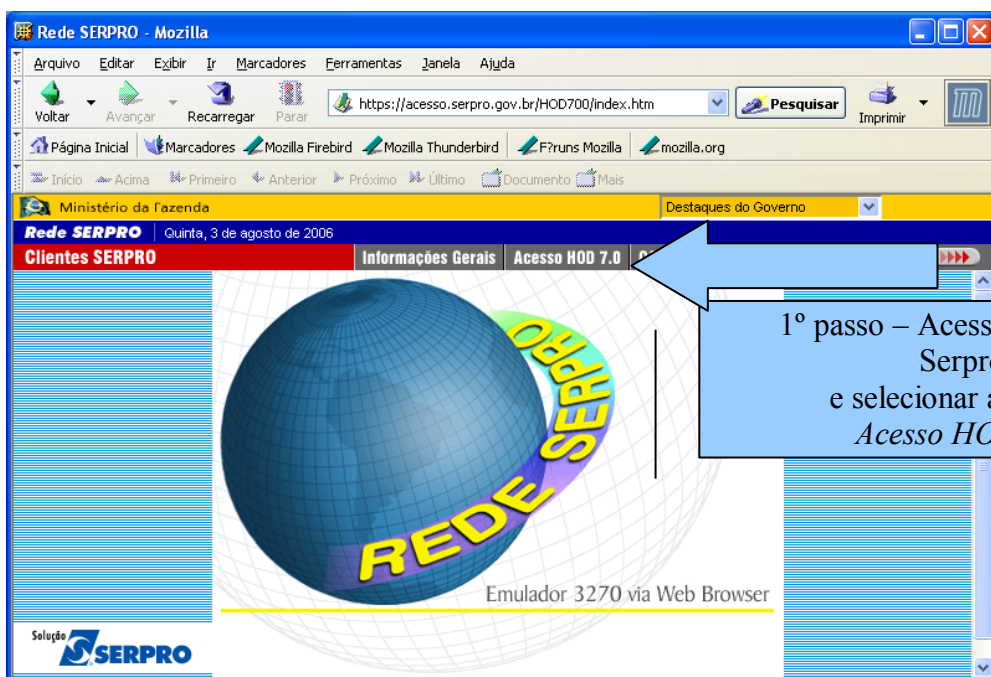 Rede SERPRO - Mozilla
Arquivo Editar Exibir Ir Marcadores Ferramentas Janela Ajuda
Voltar Avançar Recarregar Parar https://acesso.serpro.gov.br/HOD700/index.htm Pesquisar Imprimir
Página Inicial Marcadores Mozilla Firebird Mozilla Thunderbird F?runs Mozilla mozilla.org
Início Acima Primeiro Anterior Próximo Último Documento Mais
Ministério da Fazenda Destaques do Governo
Rede SERPRO Quinta, 3 de agosto de 2006
Clientes SERPRO Informações Gerais Acesso HOD 7.0
1º passo – Acess
Serpro
e selecionar a
Acesso HO
REDE SERPRO
Emulador 3270 via Web Browser
Solução
SERPRO